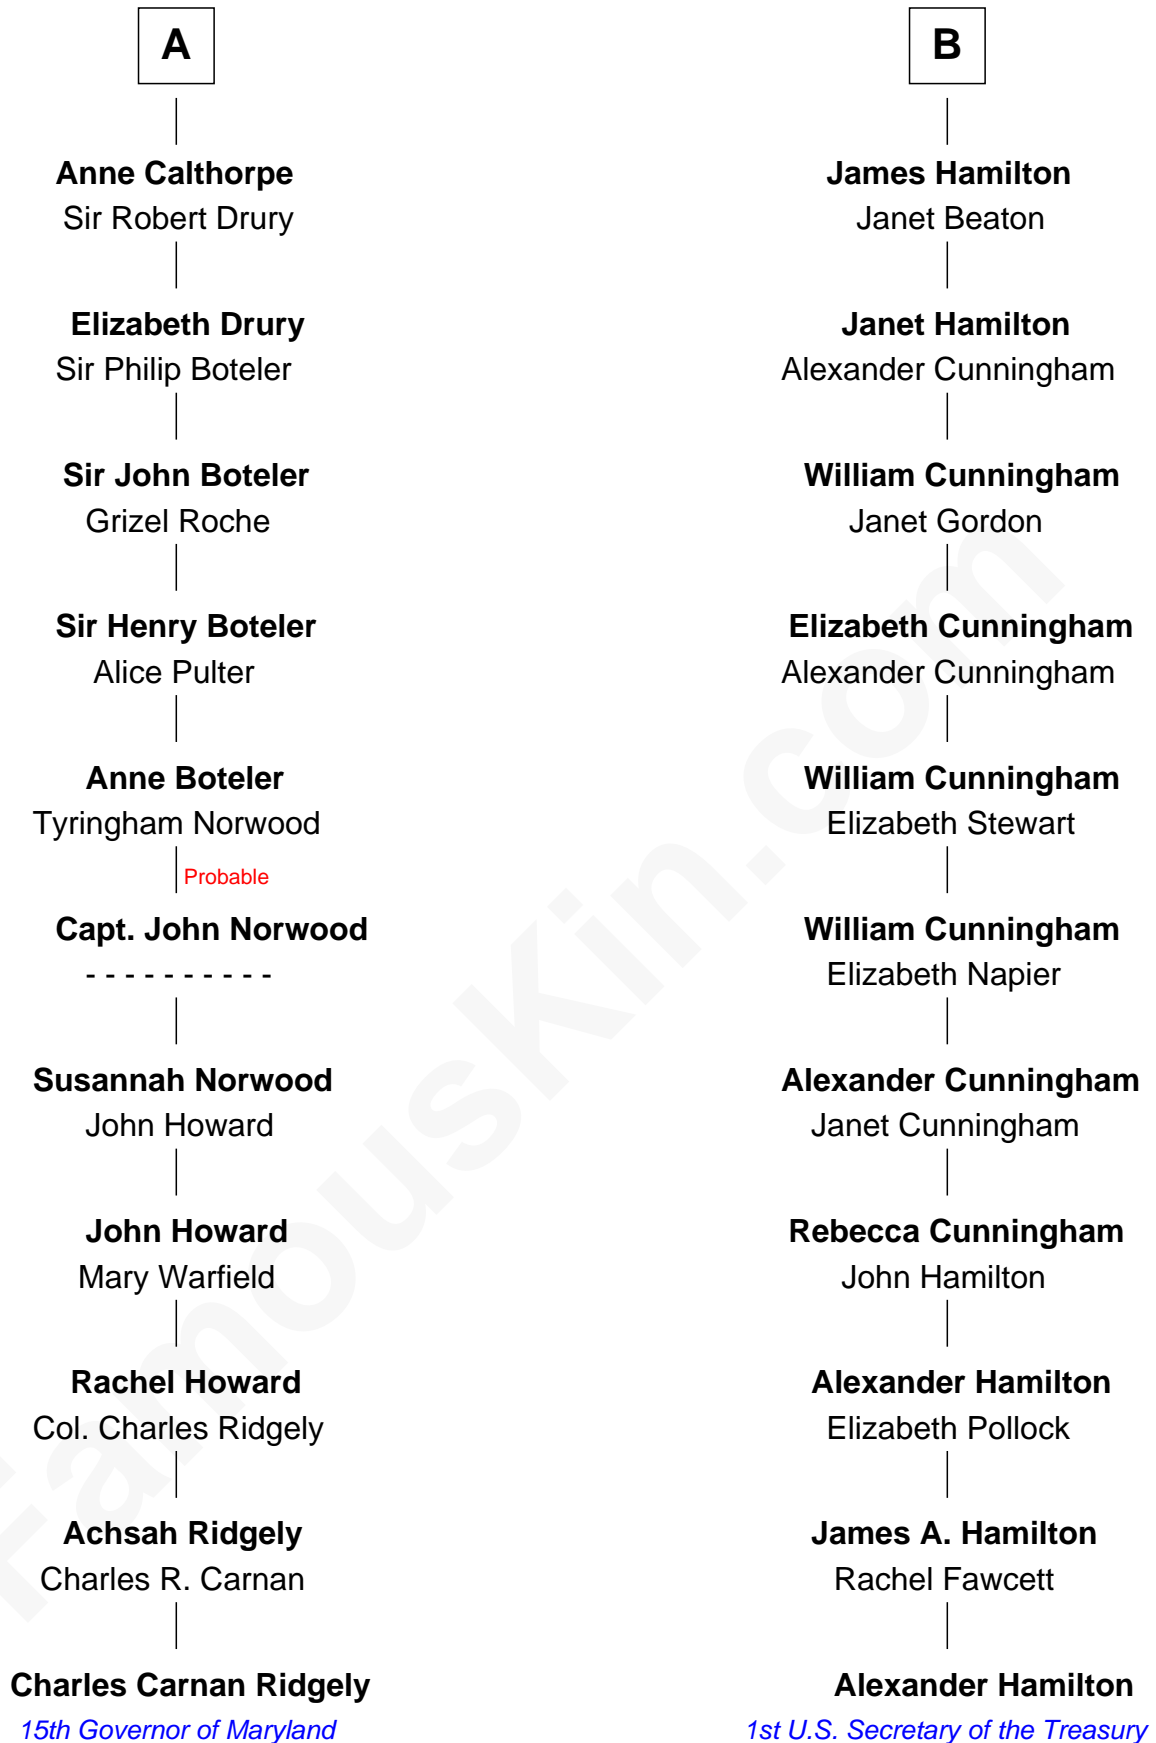 A
Anne Calthorpe
Sir Robert Drury
Elizabeth Drury
Sir Philip Boteler
Sir John Boteler
Grizel Roche
Sir Henry Boteler
Alice Pulter
Anne Boteler
Tyringham Norwood
Probable
Capt. John Norwood
- - - - - - - - - -
Susannah Norwood
John Howard
John Howard
Mary Warfield
Rachel Howard
Col. Charles Ridgely
Achsah Ridgely
Charles R. Carnan
Charles Carnan Ridgely
15th Governor of Maryland
B
James Hamilton
Janet Beaton
Janet Hamilton
Alexander Cunningham
William Cunningham
Janet Gordon
Elizabeth Cunningham
Alexander Cunningham
William Cunningham
Elizabeth Stewart
William Cunningham
Elizabeth Napier
Alexander Cunningham
Janet Cunningham
Rebecca Cunningham
John Hamilton
Alexander Hamilton
Elizabeth Pollock
James A. Hamilton
Rachel Fawcett
Alexander Hamilton
1st U.S. Secretary of the Treasury
FamousKin.com